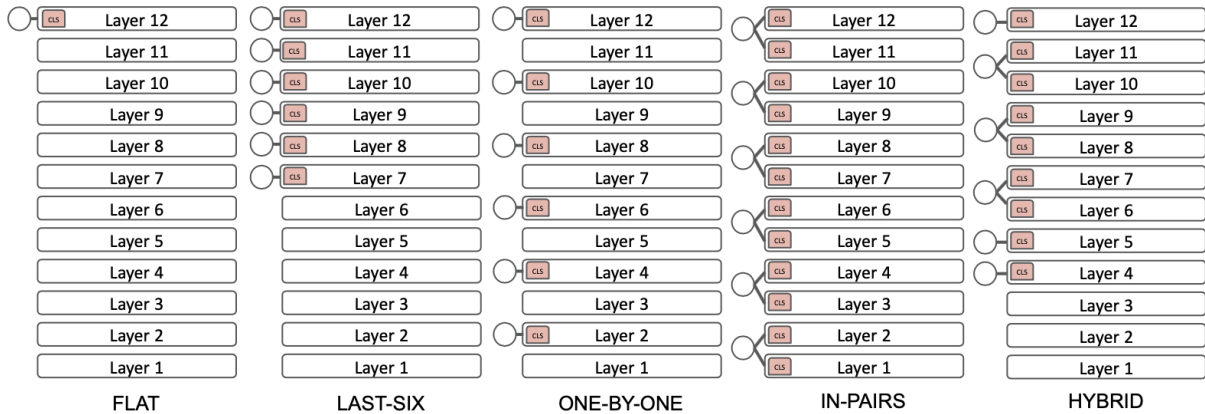 CLS Layer 12 CLS Layer 12 CLS Layer 12 CLS Layer 12 CLS Layer 12
Layer 11 CLS Layer 11 Layer 11 CLS Layer 11 CLS Layer 11
Layer 10 CLS Layer 10 CLS Layer 10 CLS Layer 10 CLS Layer 10
Layer 9 CLS Layer 9 Layer 9 CLS Layer 9 CLS Layer 9
Layer 8 CLS Layer 8 CLS Layer 8 CLS Layer 8 CLS Layer 8
Layer 7 CLS Layer 7 Layer 7 CLS Layer 7 CLS Layer 7
Layer 6 Layer 6 CLS Layer 6 CLS Layer 6 CLS Layer 6
Layer 5 Layer 5 Layer 5 CLS Layer 5 CLS Layer 5
Layer 4 Layer 4 CLS Layer 4 CLS Layer 4 CLS Layer 4
Layer 3 Layer 3 Layer 3 CLS Layer 3 Layer 3
Layer 2 Layer 2 CLS Layer 2 CLS Layer 2 Layer 2
Layer 1 Layer 1 Layer 1 CLS Layer 1 Layer 1
FLAT LAST-SIX ONE-BY-ONE IN-PAIRS HYBRID